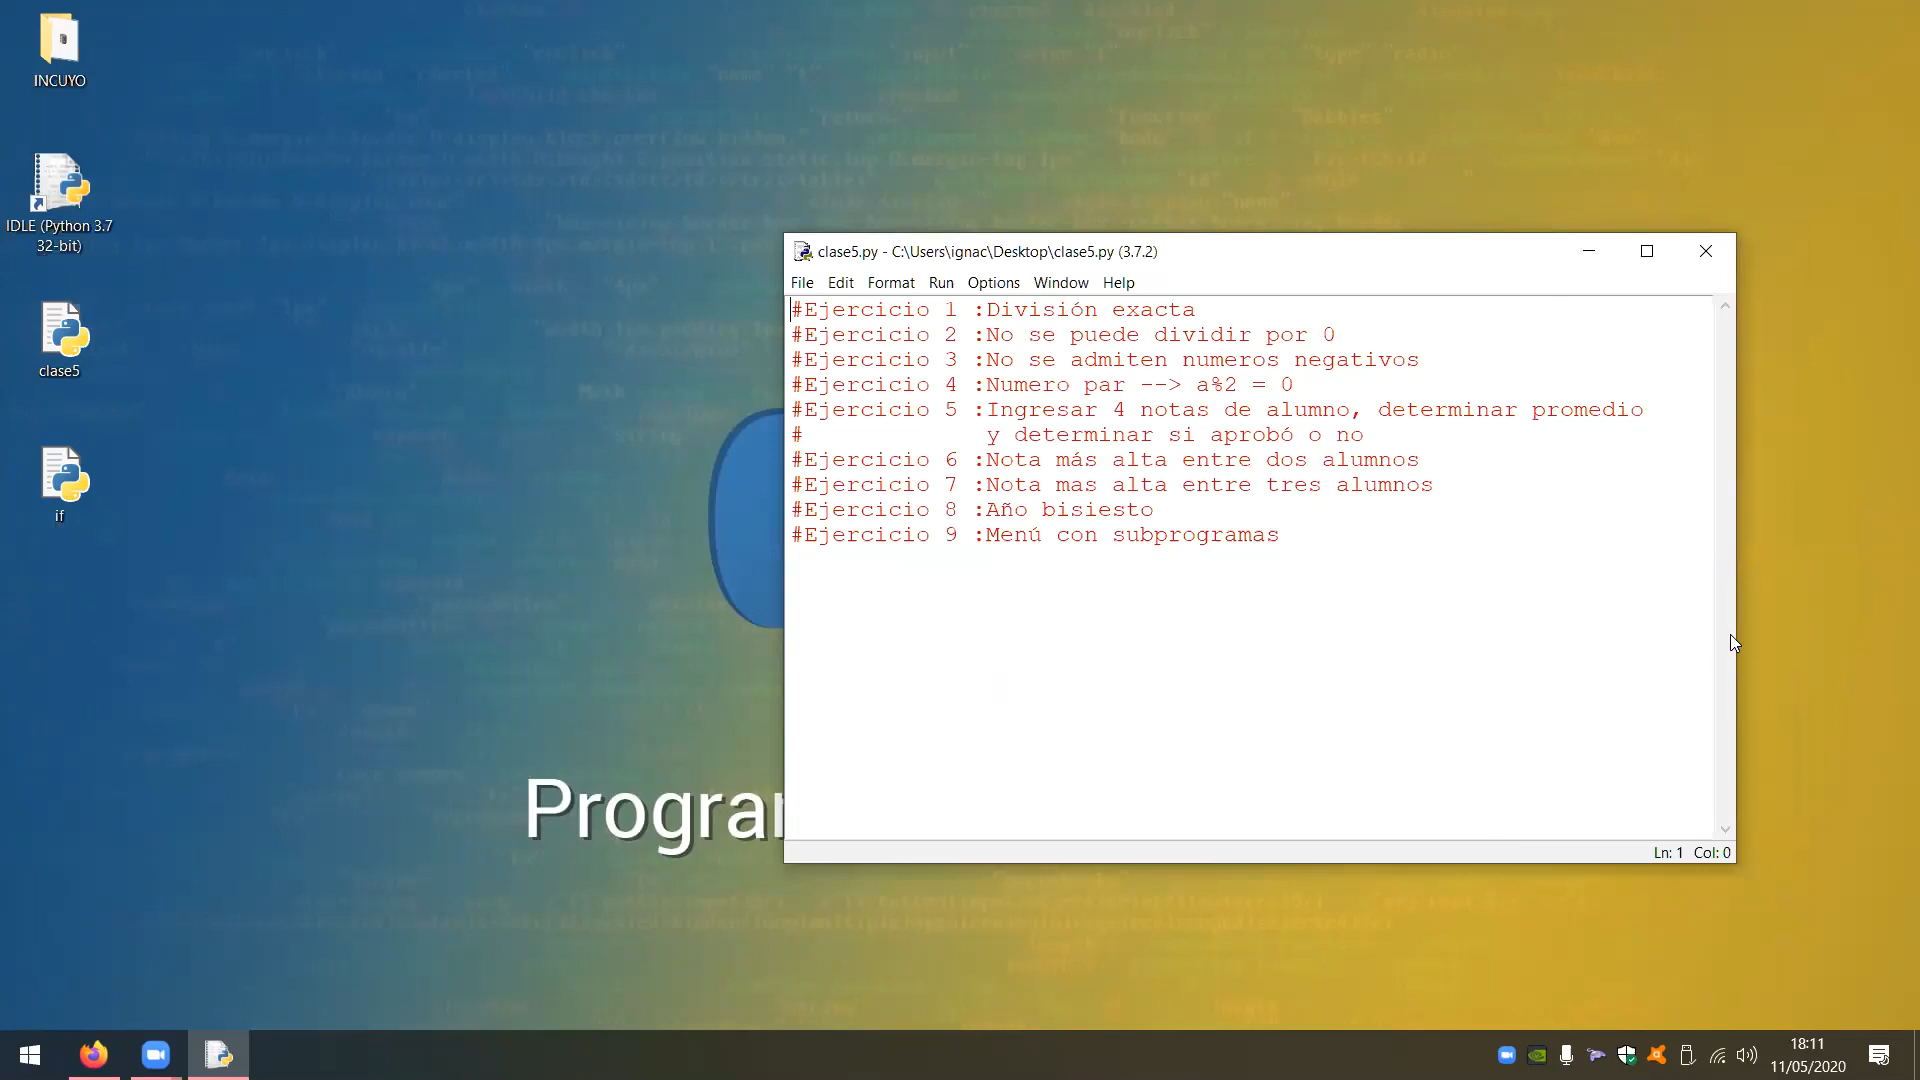 INCUYO
IDLE (Python 3.7
32-bit)
clase5
if
clase5.py - C:\Users\ignac\Desktop\clase5.py (3.7.2)
File Edit Format Run Options Window Help
#Ejercicio 1 :División exacta
#Ejercicio 2 :No se puede dividir por 0
#Ejercicio 3 :No se admiten numeros negativos
#Ejercicio 4 :Numero par --> a%2 = 0
#Ejercicio 5 :Ingresar 4 notas de alumno, determinar promedio
#             y determinar si aprobó o no
#Ejercicio 6 :Nota más alta entre dos alumnos
#Ejercicio 7 :Nota mas alta entre tres alumnos
#Ejercicio 8 :Año bisiesto
#Ejercicio 9 :Menú con subprogramas
Ln: 1 Col: 0
Progra
18:11
11/05/2020